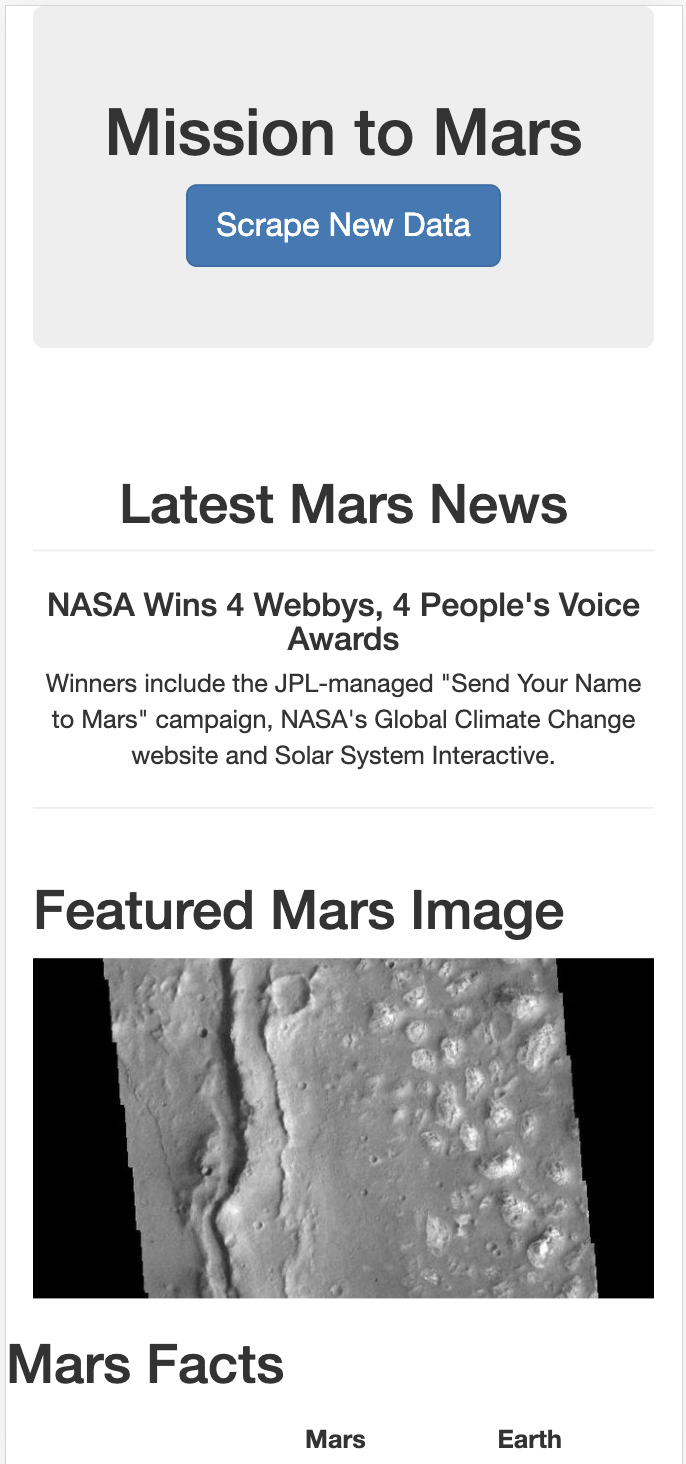 Mission to Mars
Scrape New Data
Latest Mars News
NASA Wins 4 Webbys, 4 People's Voice
Awards
Winners include the JPL-managed "Send Your Name
to Mars" campaign, NASA's Global Climate Change
website and Solar System Interactive.
Featured Mars Image
Mars Facts
Mars Earth